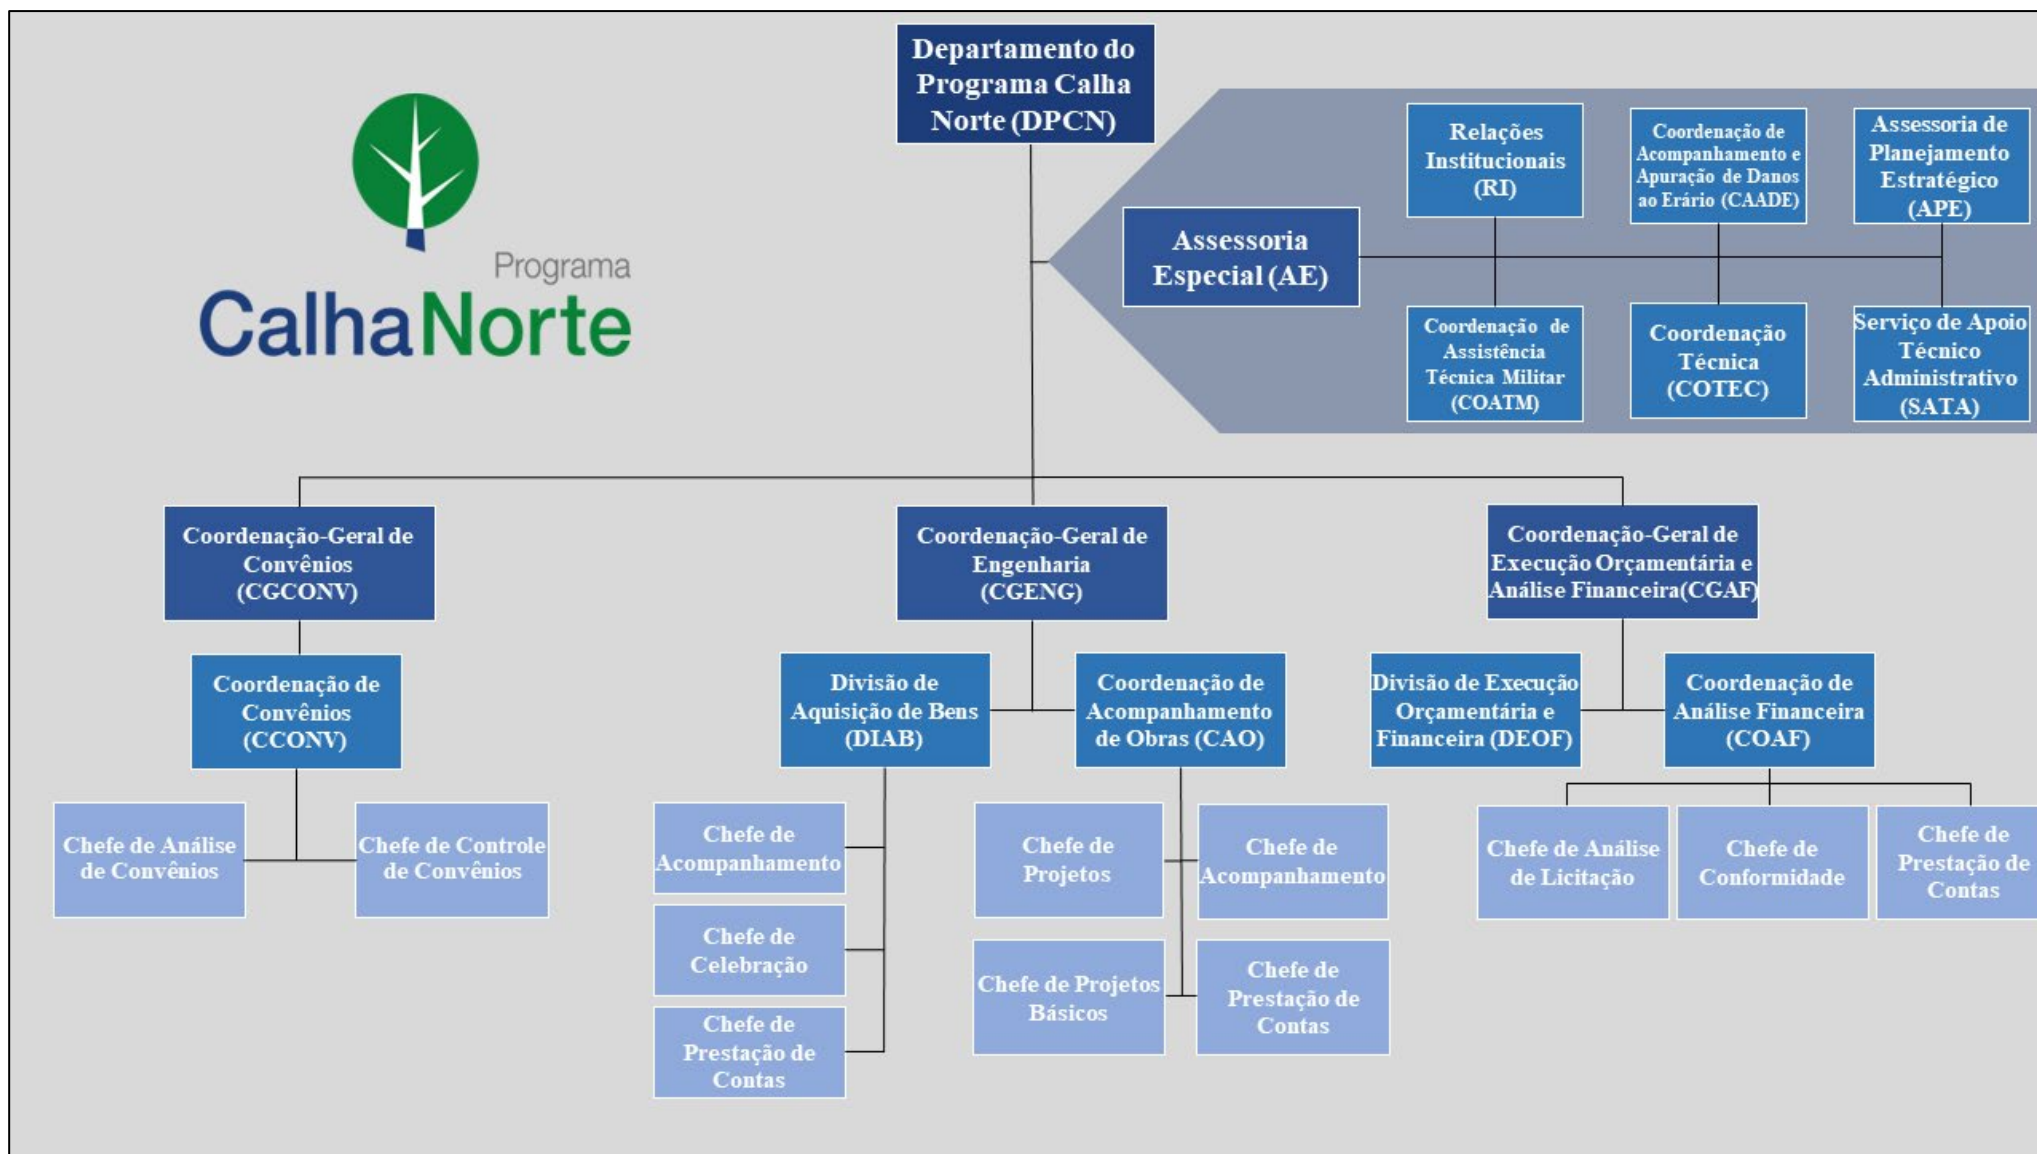 Departamento do
Programa Calha
Norte (DPCN)
Programa
CalhaNorte
Relações
Institucionais
(RI)
Coordenação de
Acompanhamento e
Apuração de Danos
ao Erário (CAADE)
Assessoria de
Planejamento
Estratégico
(APE)
Assessoria
Especial (AE)
Coordenação de
Assistência
Técnica Militar
(COATM)
Coordenação
Técnica
(COTEC)
Serviço de Apoio
Técnico
Administrativo
(SATA)
Coordenação-Geral de
Convênios
(CGCONV)
Coordenação-Geral de
Engenharia
(CGENG)
Coordenação-Geral de
Execução Orçamentária e
Análise Financeira(CGAF)
Coordenação de
Convênios
(CCONV)
Divisão de
Aquisição de Bens
(DIAB)
Coordenação de
Acompanhamento
de Obras (CAO)
Divisão de Execução
Orçamentária e
Financeira (DEOF)
Coordenação de
Análise Financeira
(COAF)
Chefe de Análise
de Convênios
Chefe de Controle
de Convênios
Chefe de
Acompanhamento
Chefe de
Celebração
Chefe de
Prestação de
Contas
Chefe de
Projetos
Chefe de
Acompanhamento
Chefe de Projetos
Básicos
Chefe de
Prestação de
Contas
Chefe de Análise
de Licitação
Chefe de
Conformidade
Chefe de
Prestação de
Contas